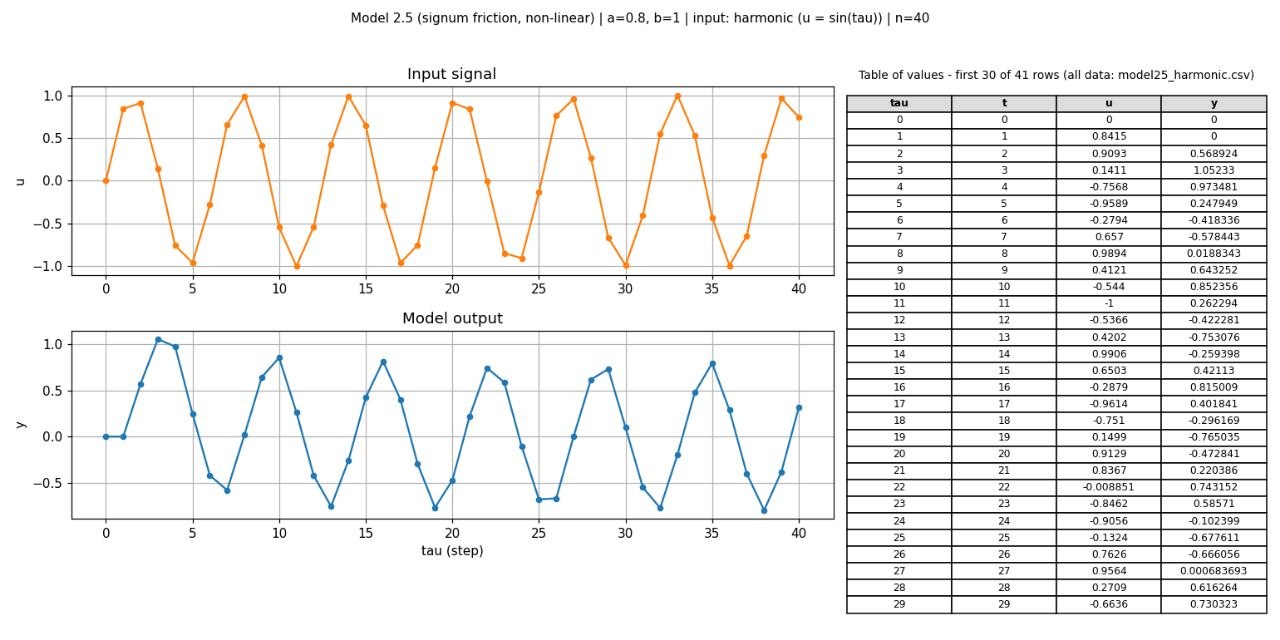 Model 2.5 (signum friction, non-linear) | a=0.8, b=1 | input: harmonic (u = sin(tau)) | n=40
Input signal
1.0
0.5
0.0
−0.5
−1.0
u
0 5 10 15 20 25 30 35 40
Model output
1.0
0.5
0.0
−0.5
y
0 5 10 15 20 25 30 35 40
tau (step)
Table of values - first 30 of 41 rows (all data: model25_harmonic.csv)
tau t u y
0 0 0 0
1 1 0.8415 0
2 2 0.9093 0.568924
3 3 0.1411 1.05233
4 4 -0.7568 0.973481
5 5 -0.9589 0.247949
6 6 -0.2794 -0.418336
7 7 0.657 -0.578443
8 8 0.9894 0.0188343
9 9 0.4121 0.643252
10 10 -0.544 0.852356
11 11 -1 0.262294
12 12 -0.5366 -0.422281
13 13 0.4202 -0.753076
14 14 0.9906 -0.259398
15 15 0.6503 0.42113
16 16 -0.2879 0.815009
17 17 -0.9614 0.401841
18 18 -0.751 -0.296169
19 19 0.1499 -0.765035
20 20 0.9129 -0.472841
21 21 0.8367 0.220386
22 22 -0.008851 0.743152
23 23 -0.8462 0.58571
24 24 -0.9056 -0.102399
25 25 -0.1324 -0.677611
26 26 0.7626 -0.666056
27 27 0.9564 0.000683693
28 28 0.2709 0.616264
29 29 -0.6636 0.730323